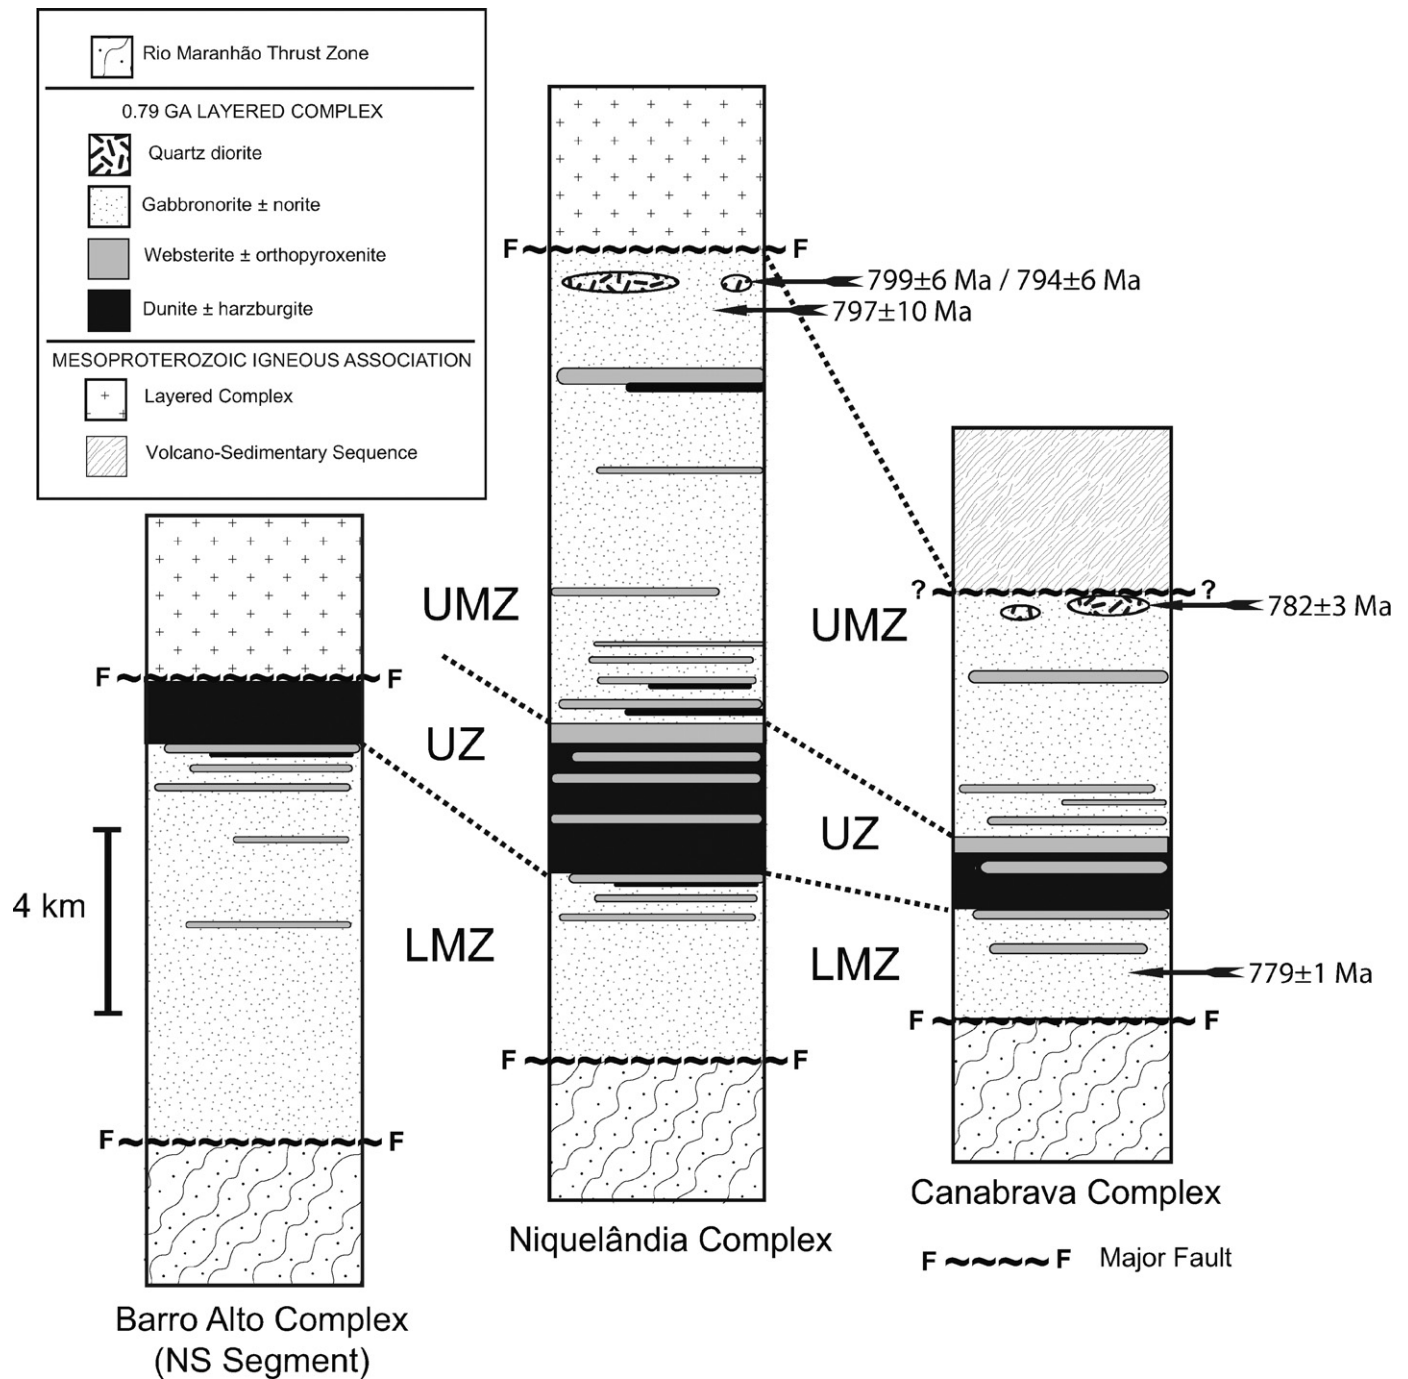 Rio Maranhão Thrust Zone
0.79 GA LAYERED COMPLEX
Quartz diorite
Gabbronorite ± norite
Websterite ± orthopyroxenite
Dunite ± harzburgite
MESOPROTEROZOIC IGNEOUS ASSOCIATION
Layered Complex
Volcano-Sedimentary Sequence
F F
799±6 Ma / 794±6 Ma
797±10 Ma
UMZ
UMZ
? ?
782±3 Ma
F F
UZ
UZ
4 km
LMZ
LMZ
779±1 Ma
F F
F F
F F
Canabrava Complex
Niquelândia Complex
F F Major Fault
Barro Alto Complex
(NS Segment)